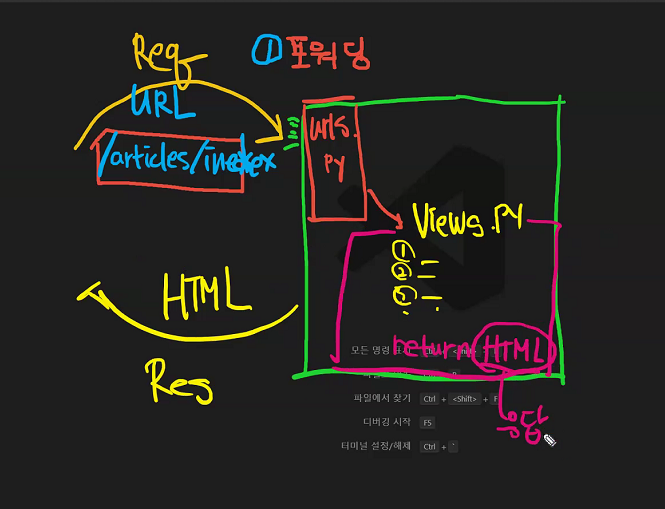 Req
① 포워딩
URL
/articles/index
urls.
py
views.py
①
②
③
HTML
return HTML
Res
모든 명령 표시 Ctrl + <Shift> +
파일에서 찾기 Ctrl + <Shift> + F
디버깅 시작 F5
터미널 설정/해제 Ctrl + `
응답